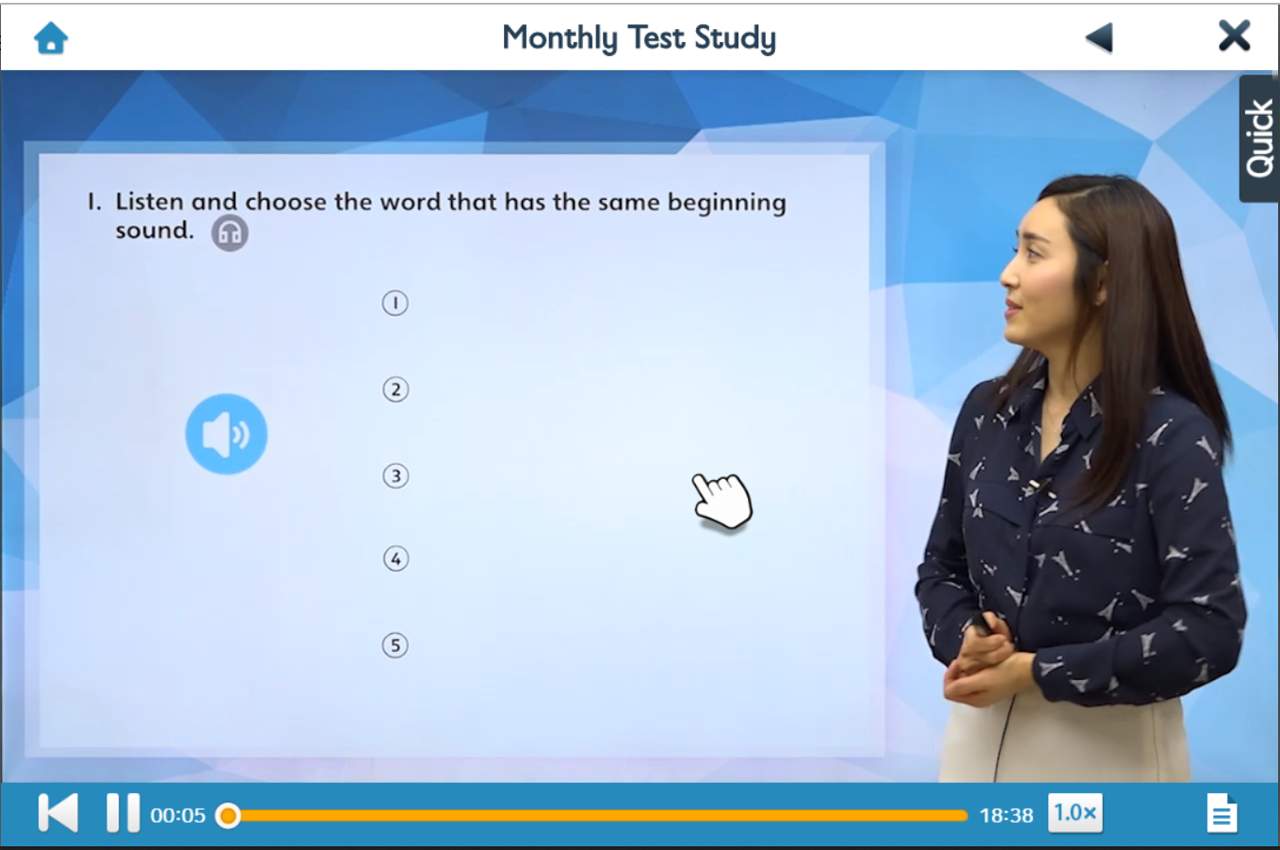 Monthly Test Study
Quick
1. Listen and choose the word that has the same beginning
sound.
①
②
③
④
⑤
00:05
18:38
1.0×